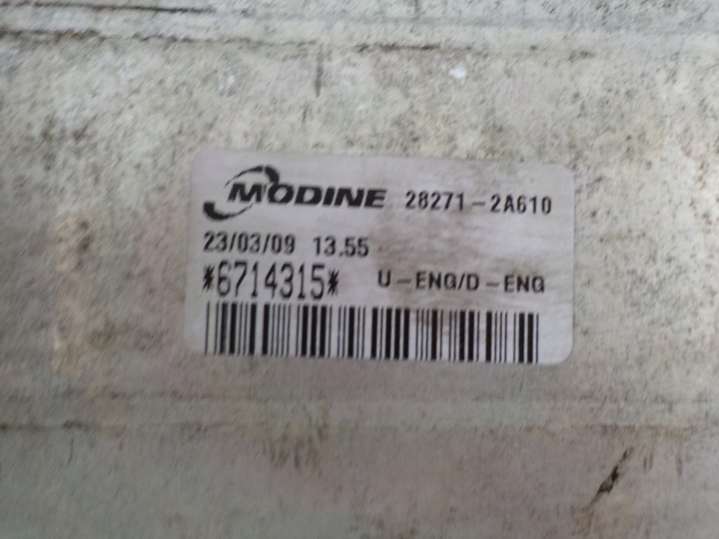 MODINE 28271-2A610
23/03/09 13.55
*6714315* U-ENG/D-ENG